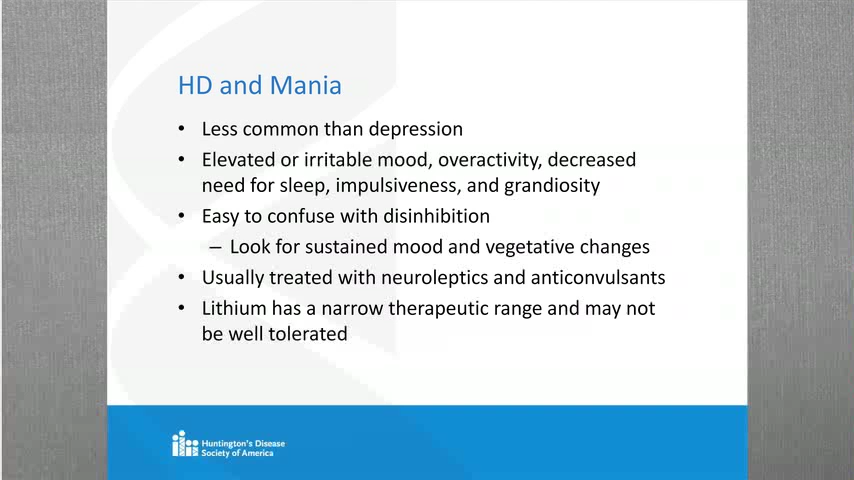 HD and Mania
• Less common than depression
• Elevated or irritable mood, overactivity, decreased
need for sleep, impulsiveness, and grandiosity
• Easy to confuse with disinhibition
– Look for sustained mood and vegetative changes
• Usually treated with neuroleptics and anticonvulsants
• Lithium has a narrow therapeutic range and may not
be well tolerated
Huntington's Disease
Society of America